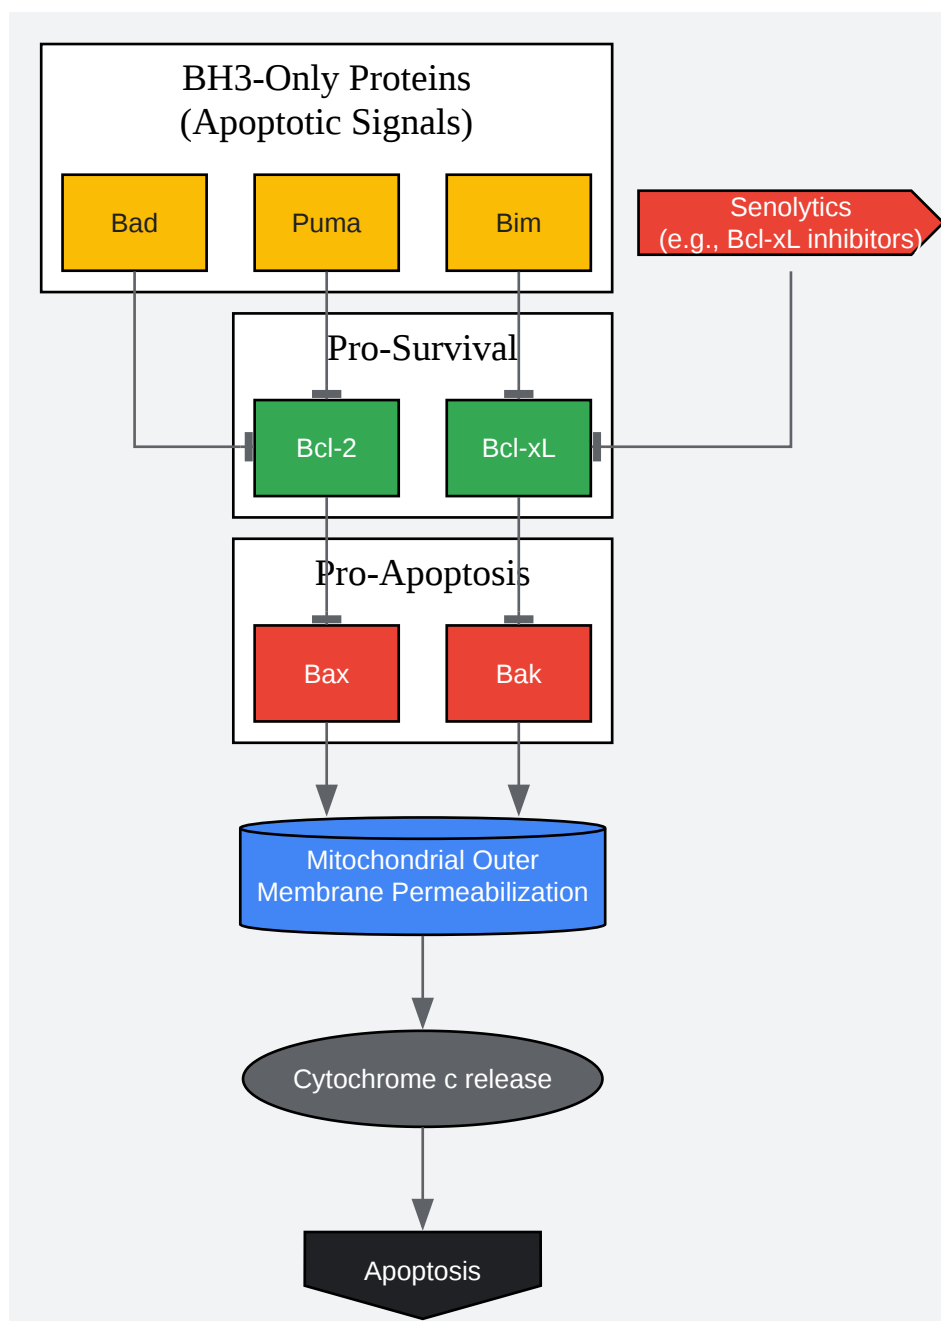 BH3-Only Proteins
(Apoptotic Signals)
Bad
Puma
Bim
Senolytics
(e.g., Bcl-xL inhibitors)
Pro-Survival
Bcl-2
Bcl-xL
Pro-Apoptosis
Bax
Bak
Mitochondrial Outer
Membrane Permeabilization
Cytochrome c release
Apoptosis